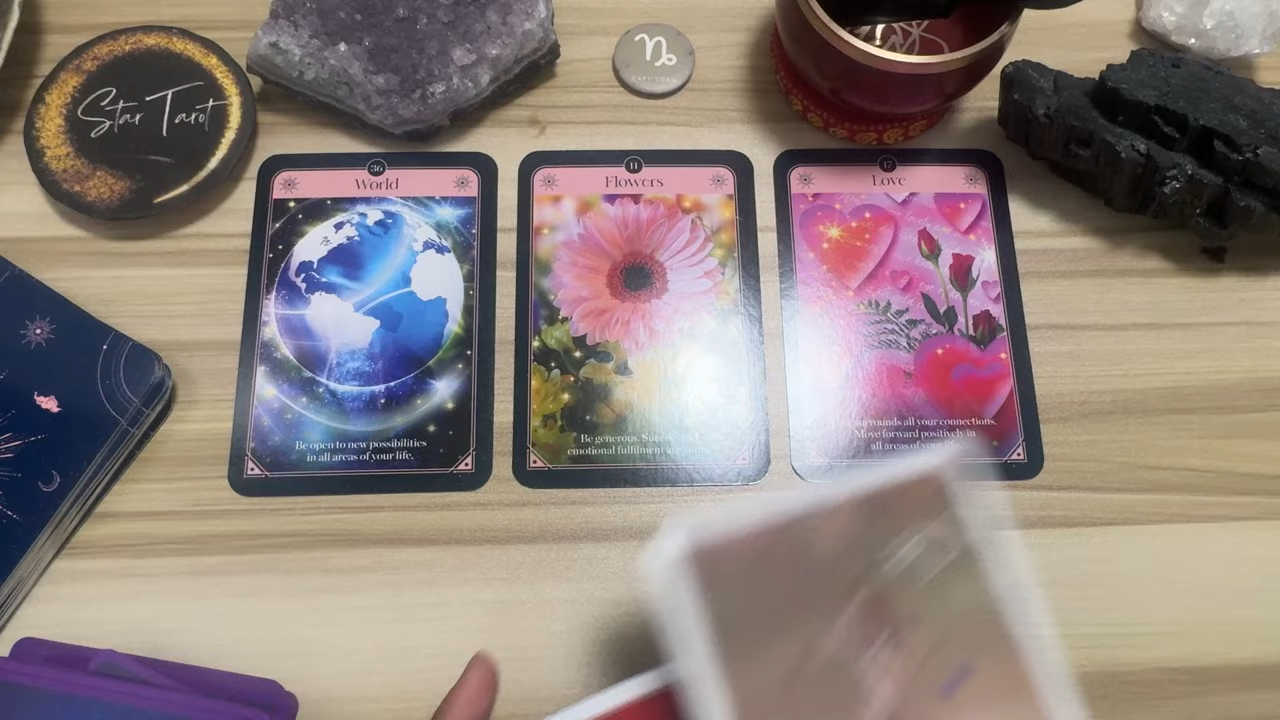 Star Tarot
CAPRICORN
36
World
Be open to new possibilities
in all areas of your life.
11
Flowers
Be generous.
emotional fulfilment
17
Love
surrounds all your connections.
Move forward positively in
all areas of your life.